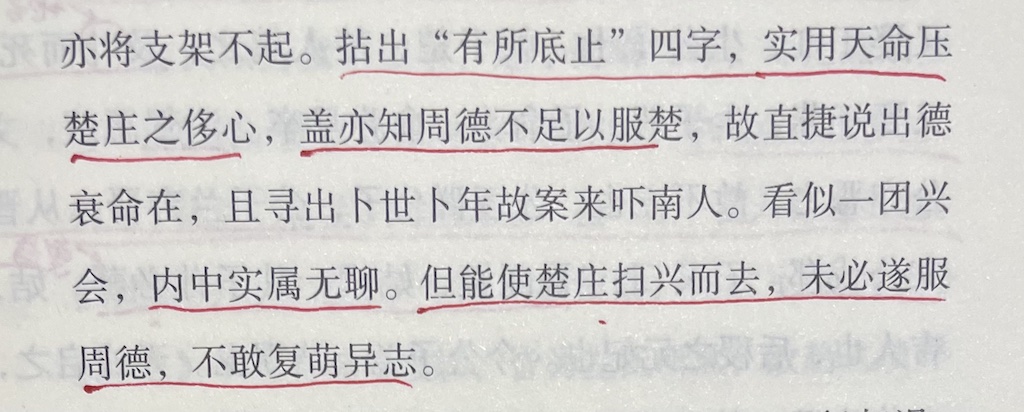 亦将支架不起。拈出“有所底止”四字，实用天命压
楚庄之侈心，盖亦知周德不足以服楚，故直捷说出德
衰命在，且寻出卜世卜年故案来吓南人。看似一团兴
会，内中实属无聊。但能使楚庄扫兴而去，未必遂服
周德，不敢复萌异志。